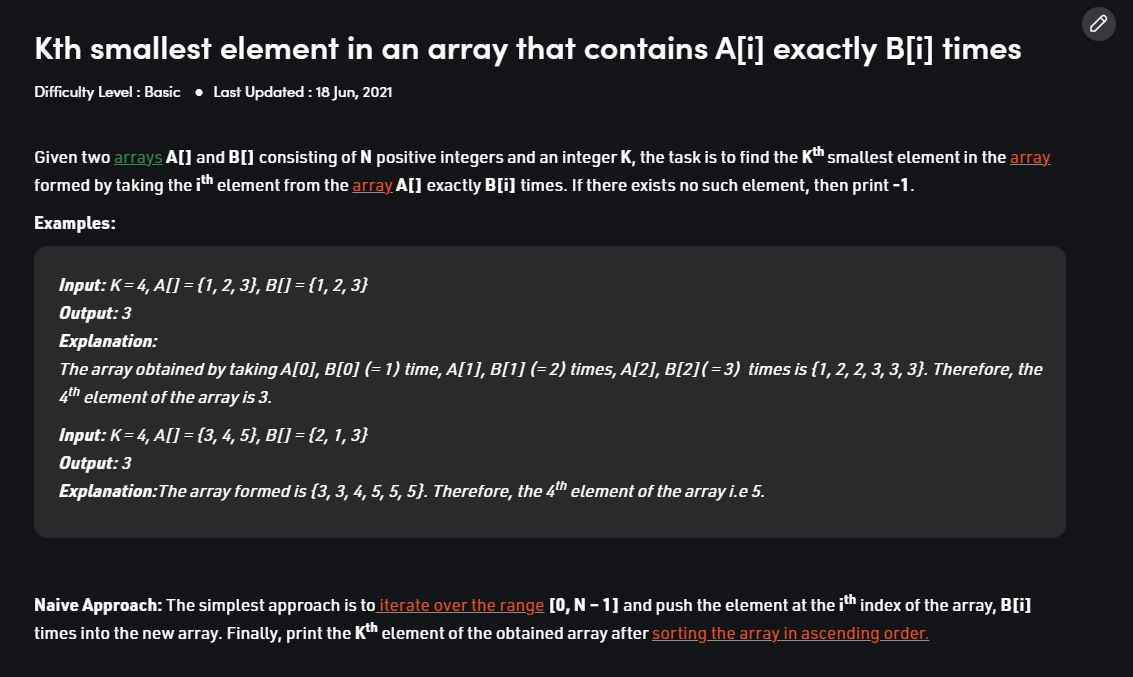 Kth smallest element in an array that contains A[i] exactly B[i] times
Difficulty Level : Basic ● Last Updated : 18 Jun, 2021
Given two arrays A[] and B[] consisting of N positive integers and an integer K, the task is to find the Kth smallest element in the array
formed by taking the ith element from the array A[] exactly B[i] times. If there exists no such element, then print -1.
Examples:
Input: K = 4, A[] = {1, 2, 3}, B[] = {1, 2, 3}
Output: 3
Explanation:
The array obtained by taking A[0], B[0] (= 1) time, A[1], B[1] (= 2) times, A[2], B[2]( = 3) times is {1, 2, 2, 3, 3, 3}. Therefore, the
4th element of the array is 3.
Input: K = 4, A[] = {3, 4, 5}, B[] = {2, 1, 3}
Output: 3
Explanation:The array formed is {3, 3, 4, 5, 5, 5}. Therefore, the 4th element of the array i.e 5.
Naive Approach: The simplest approach is to iterate over the range [0, N – 1] and push the element at the ith index of the array, B[i]
times into the new array. Finally, print the Kth element of the obtained array after sorting the array in ascending order.